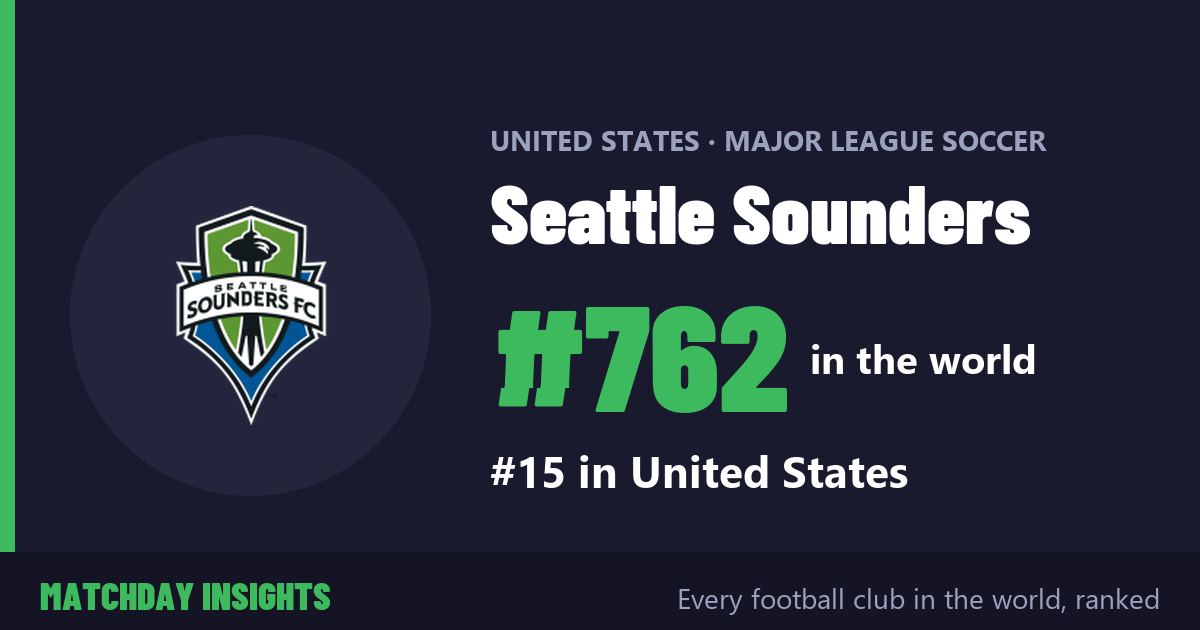 UNITED STATES · MAJOR LEAGUE SOCCER
Seattle Sounders
SEATTLE
SOUNDERS FC
#762 in the world
#15 in United States
MATCHDAY INSIGHTS
Every football club in the world, ranked